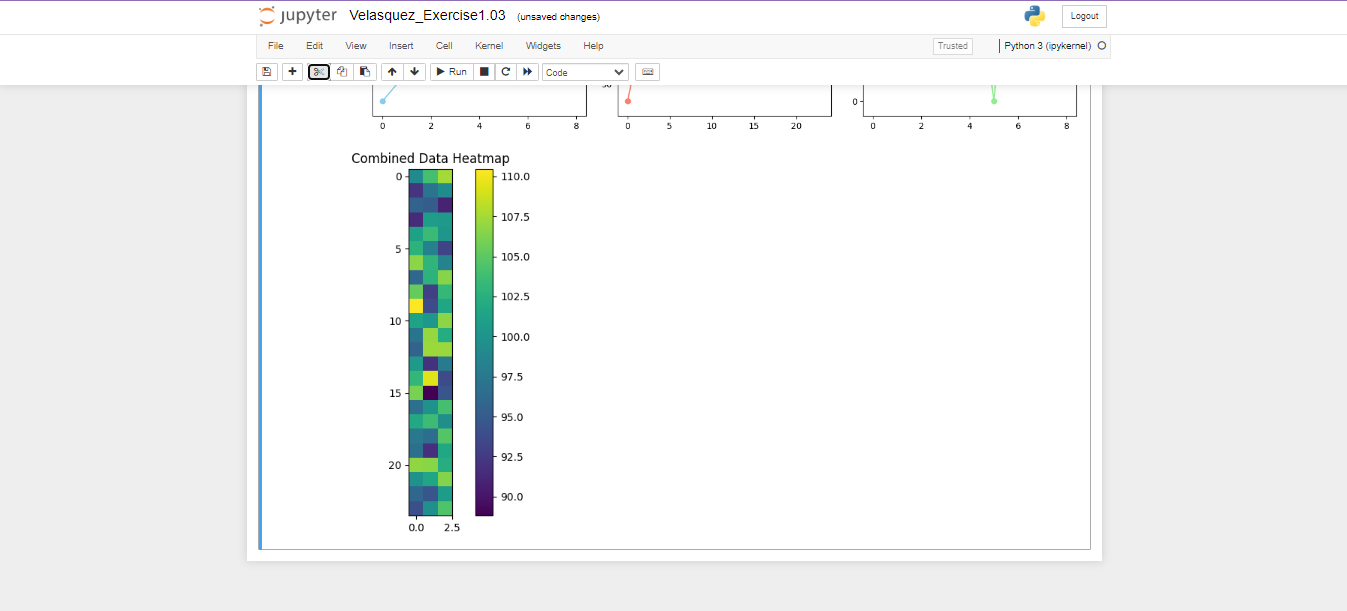 jupyter Velasquez_Exercise1.03 (unsaved changes) Logout
File Edit View Insert Cell Kernel Widgets Help Trusted Python 3 (ipykernel)
Run Code
0
0 2 4 6 8 0 5 10 15 20 0 2 4 6 8
Combined Data Heatmap
0 110.0
107.5
5 105.0
102.5
10 100.0
97.5
15 95.0
92.5
20 90.0
0.0 2.5